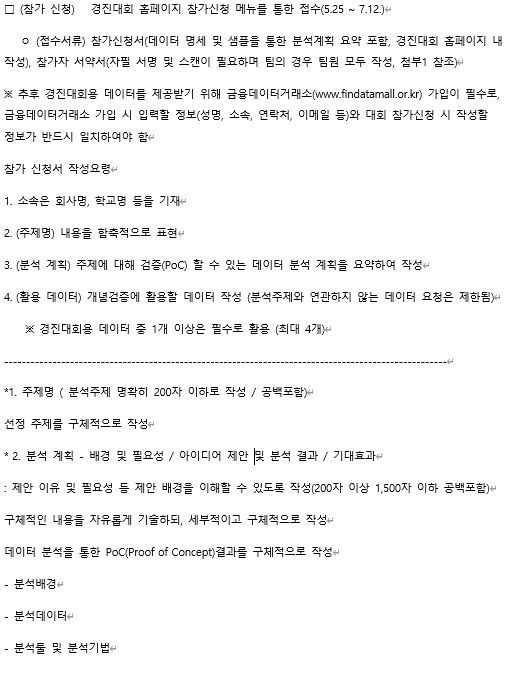 □ (참가 신청) 경진대회 홈페이지 참가신청 메뉴를 통한 접수(5.25 ~ 7.12.)
ㅇ (접수서류) 참가신청서(데이터 명세 및 샘플을 통한 분석계획 요약 포함, 경진대회 홈페이지 내
작성), 참가자 서약서(자필 서명 및 스캔이 필요하며 팀의 경우 팀원 모두 작성, 첨부1 참조)
※ 추후 경진대회용 데이터를 제공받기 위해 금융데이터거래소(www.findatamall.or.kr) 가입이 필수로,
금융데이터거래소 가입 시 입력할 정보(성명, 소속, 연락처, 이메일 등)와 대회 참가신청 시 작성할
정보가 반드시 일치하여야 함
참가 신청서 작성요령
1. 소속은 회사명, 학교명 등을 기재
2. (주제명) 내용을 함축적으로 표현
3. (분석 계획) 주제에 대해 검증(PoC) 할 수 있는 데이터 분석 계획을 요약하여 작성
4. (활용 데이터) 개념검증에 활용할 데이터 작성 (분석주제와 연관하지 않는 데이터 요청은 제한됨)
※ 경진대회용 데이터 중 1개 이상은 필수로 활용 (최대 4개)
*1. 주제명 ( 분석주제 명확히 200자 이하로 작성 / 공백포함)
선정 주제를 구체적으로 작성
* 2. 분석 계획 - 배경 및 필요성 / 아이디어 제안 및 분석 결과 / 기대효과
: 제안 이유 및 필요성 등 제안 배경을 이해할 수 있도록 작성(200자 이상 1,500자 이하 공백포함)
구체적인 내용을 자유롭게 기술하되, 세부적이고 구체적으로 작성
데이터 분석을 통한 PoC(Proof of Concept)결과를 구체적으로 작성
- 분석배경
- 분석데이터
- 분석툴 및 분석기법